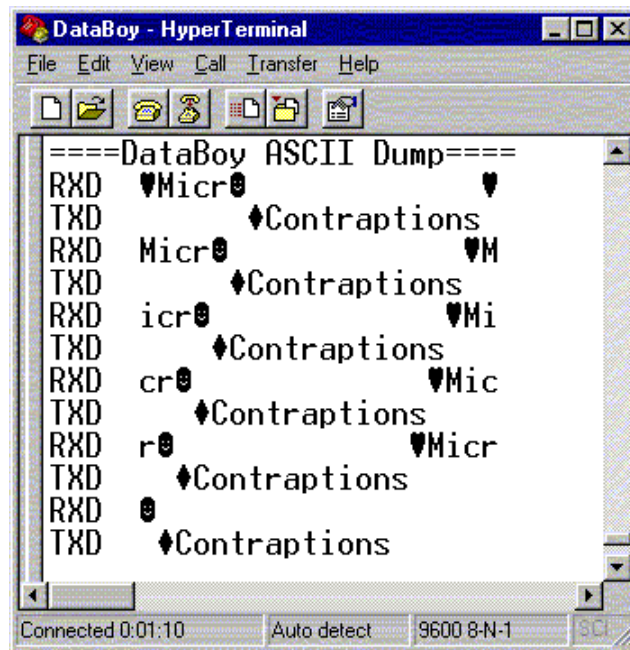 DataBoy - HyperTerminal
File Edit View Call Transfer Help
====DataBoy ASCII Dump====
RXD ♥Micr☻ ♥
TXD ♦Contraptions
RXD Micr☻ ♥M
TXD ♦Contraptions
RXD icr☻ ♥Mi
TXD ♦Contraptions
RXD cr☻ ♥Mic
TXD ♦Contraptions
RXD r☻ ♥Micr
TXD ♦Contraptions
RXD ☻
TXD ♦Contraptions
Connected 0:01:10 Auto detect 9600 8-N-1 SCI